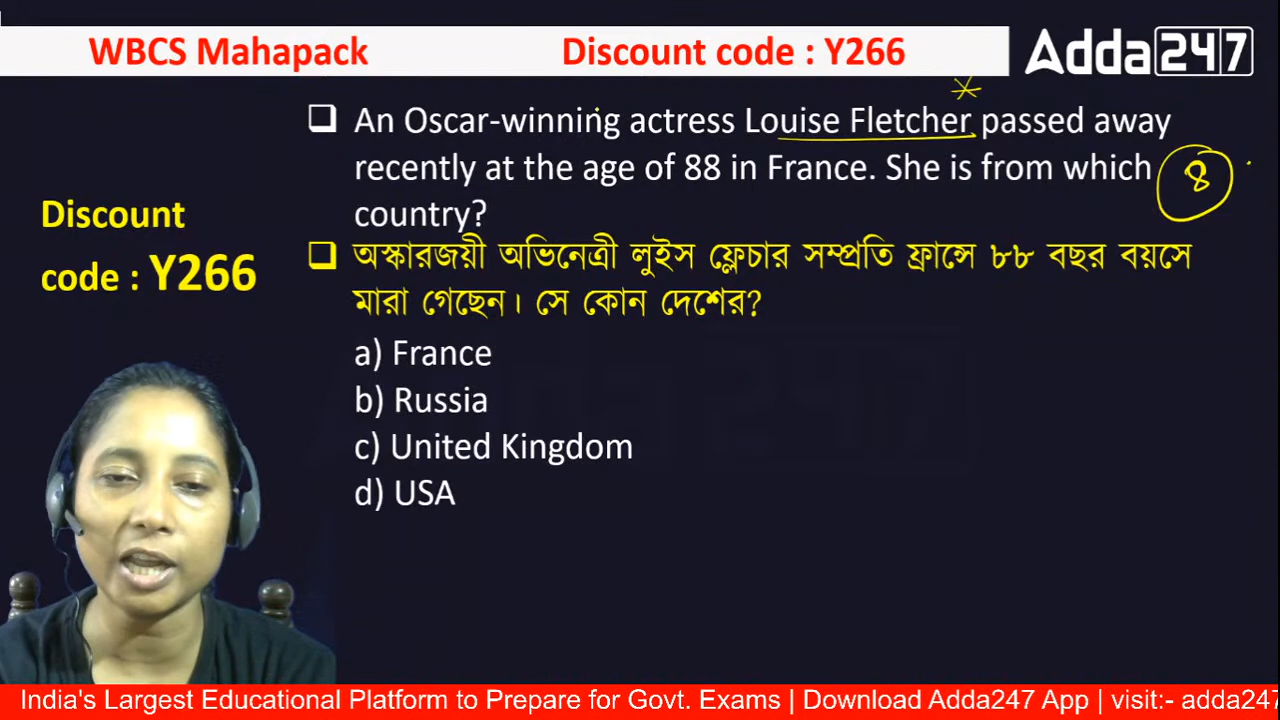 WBCS Mahapack Discount code : Y266 Adda247
An Oscar-winning actress Louise Fletcher passed away
recently at the age of 88 in France. She is from which
country?
8
Discount
code : Y266
অস্কারজয়ী অভিনেত্রী লুইস ফ্লেচার সম্প্রতি ফ্রান্সে ৮৮ বছর বয়সে
মারা গেছেন। সে কোন দেশের?
a) France
b) Russia
c) United Kingdom
d) USA
India's Largest Educational Platform to Prepare for Govt. Exams | Download Adda247 App | visit:- adda247